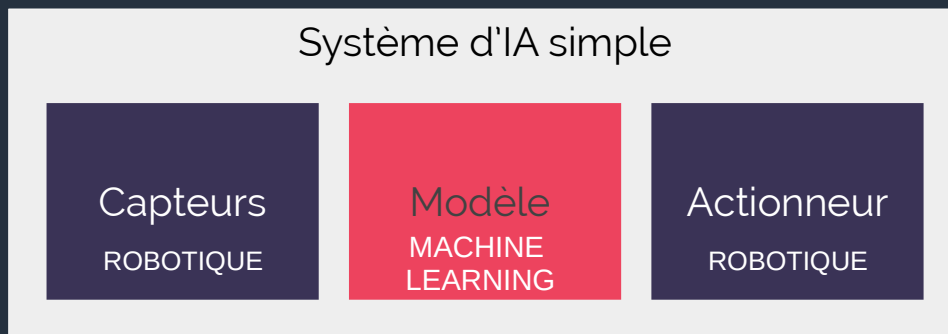 Système d'IA simple
Capteurs
ROBOTIQUE
Modèle
MACHINE
LEARNING
Actionneur
ROBOTIQUE